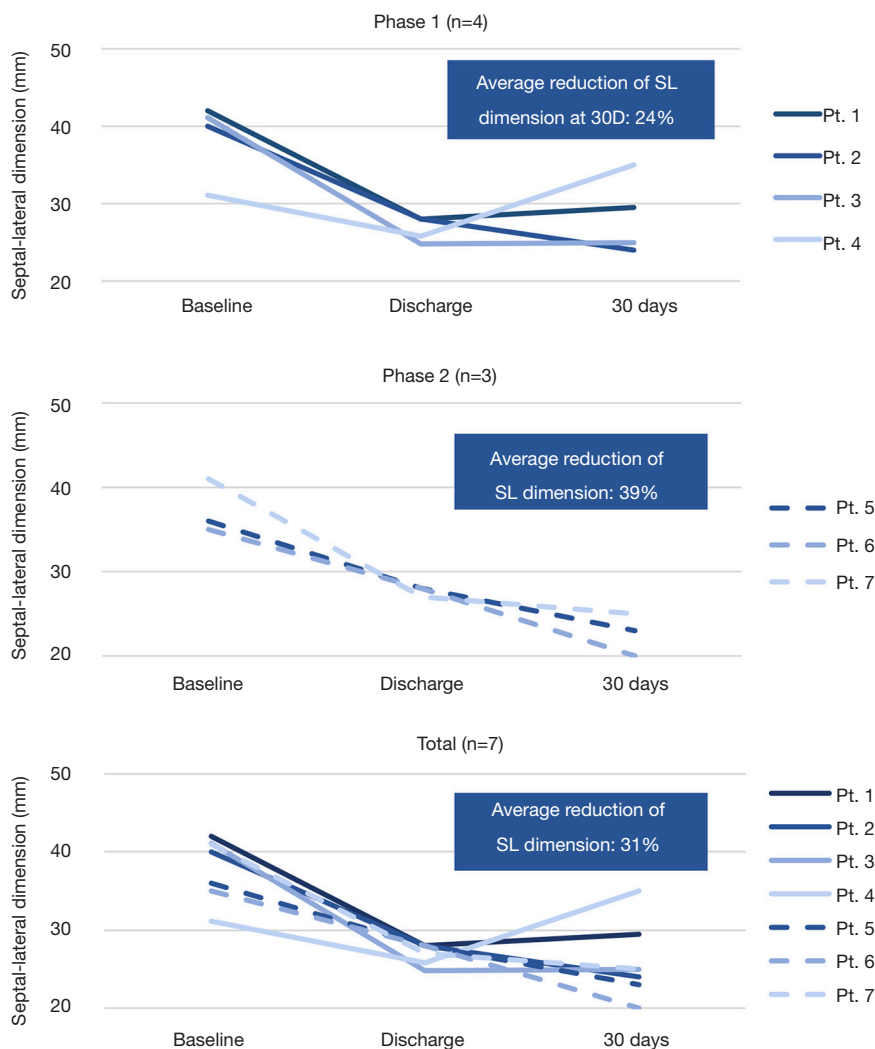 Phase 1 (n=4)
Septal-lateral dimension (mm)
50
40
30
20
Average reduction of SL
dimension at 30D: 24%
Baseline
Discharge
30 days
Pt. 1
Pt. 2
Pt. 3
Pt. 4
Phase 2 (n=3)
Septal-lateral dimension (mm)
50
40
30
20
Average reduction of
SL dimension: 39%
Baseline
Discharge
30 days
Pt. 5
Pt. 6
Pt. 7
Total (n=7)
Septal-lateral dimension (mm)
50
40
30
20
Average reduction of
SL dimension: 31%
Baseline
Discharge
30 days
Pt. 1
Pt. 2
Pt. 3
Pt. 4
Pt. 5
Pt. 6
Pt. 7